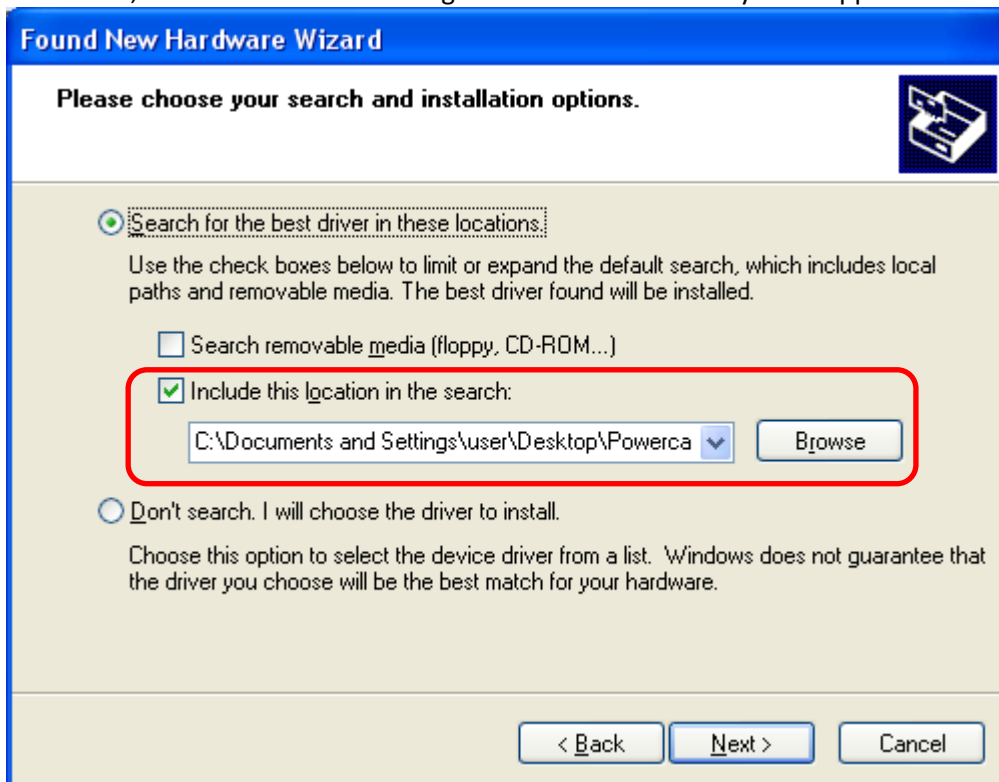 Found New Hardware Wizard
Please choose your search and installation options.
Search for the best driver in these locations.
Use the check boxes below to limit or expand the default search, which includes local
paths and removable media. The best driver found will be installed.
Search removable media (floppy, CD-ROM...)
Include this location in the search:
C:\Documents and Settings\user\Desktop\Powerca
Browse
Don't search. I will choose the driver to install.
Choose this option to select the device driver from a list. Windows does not guarantee that
the driver you choose will be the best match for your hardware.
< Back
Next >
Cancel